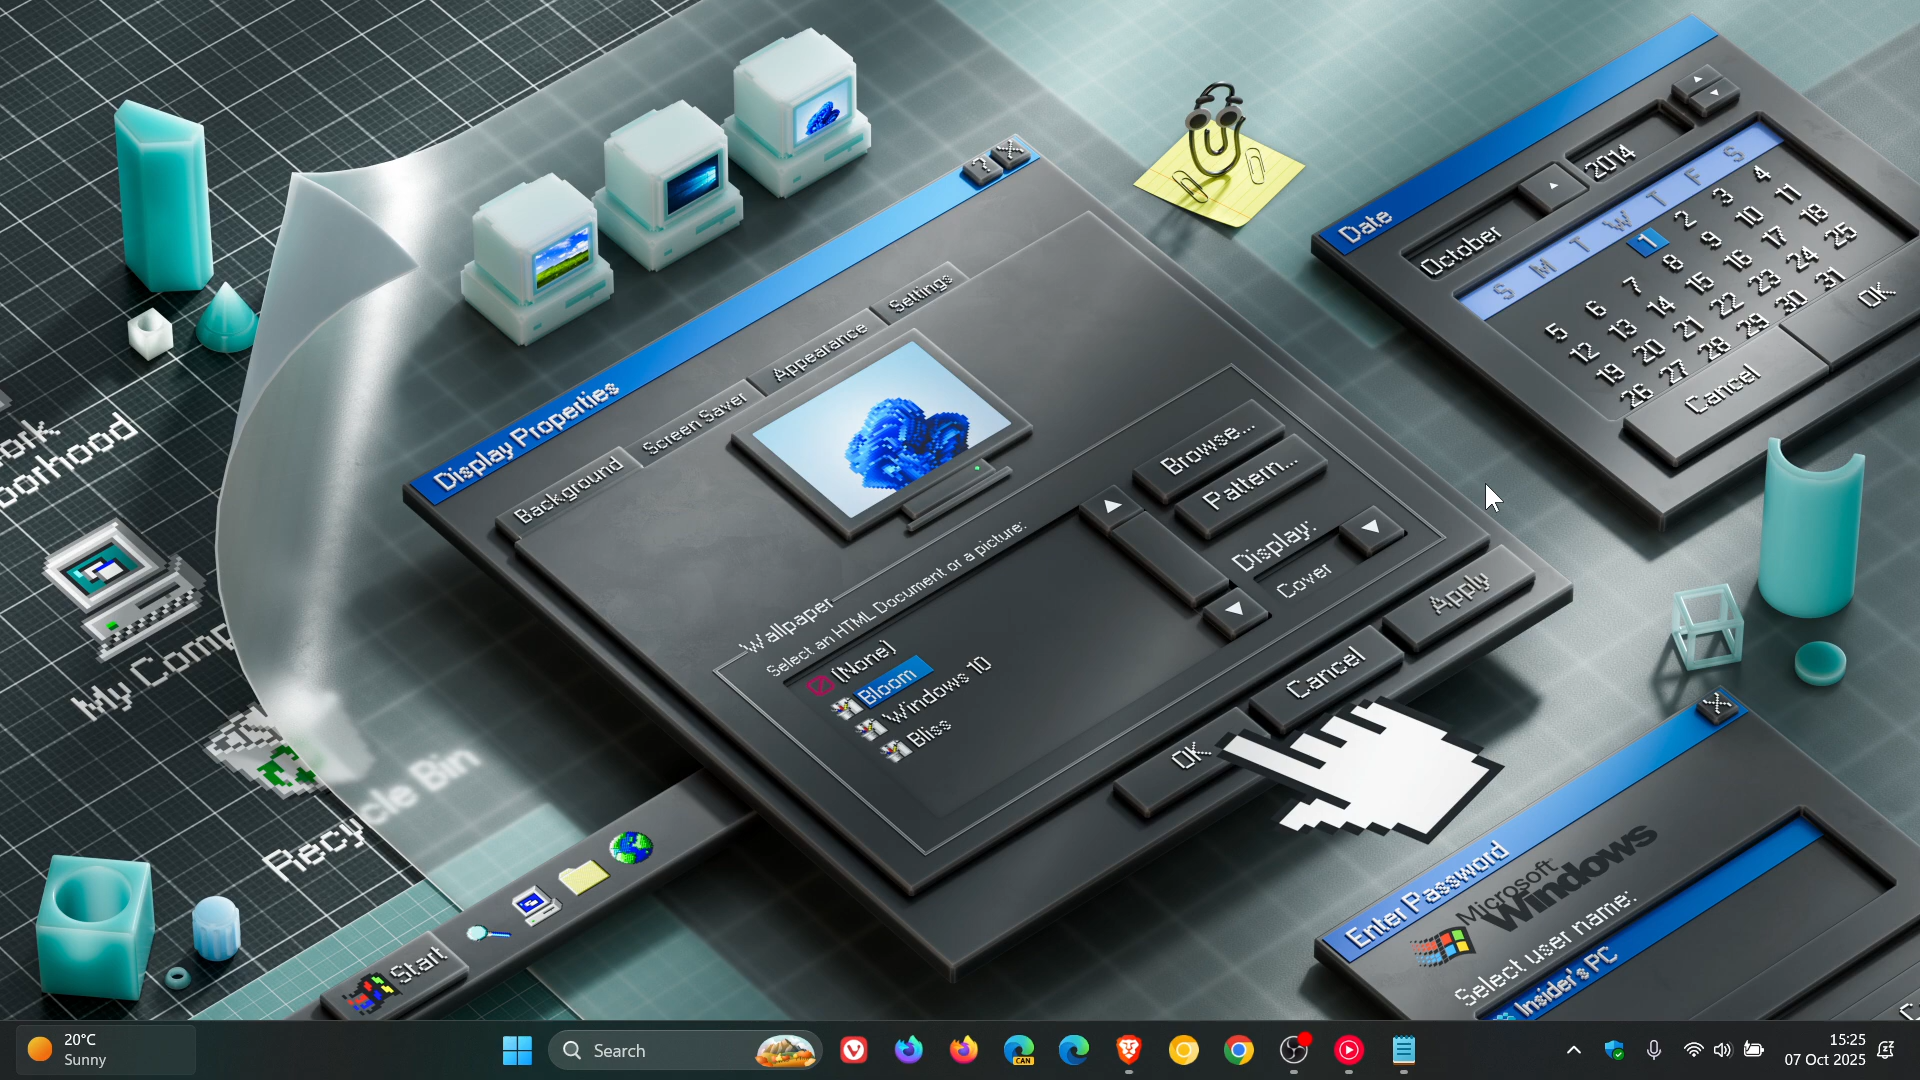 Date
October
2014
S M T W T F S
1 2 3 4
5 6 7 8 9 10 11
12 13 14 15 16 17 18
19 20 21 22 23 24 25
26 27 28 29 30 31
Cancel
OK
Display Properties
?
Background
Screen Saver
Appearance
Settings
Wallpaper
Select an HTML Document or a picture:
(None)
Bloom
Windows 10
Bliss
Browse...
Pattern...
Display:
Cover
OK
Cancel
Apply
ork
oorhood
My Comp
Recycle Bin
Start
Enter Password
Microsoft
Windows
Select user name:
Insider's PC
20°C
Sunny
Search
CAN
15:25
07 Oct 2025